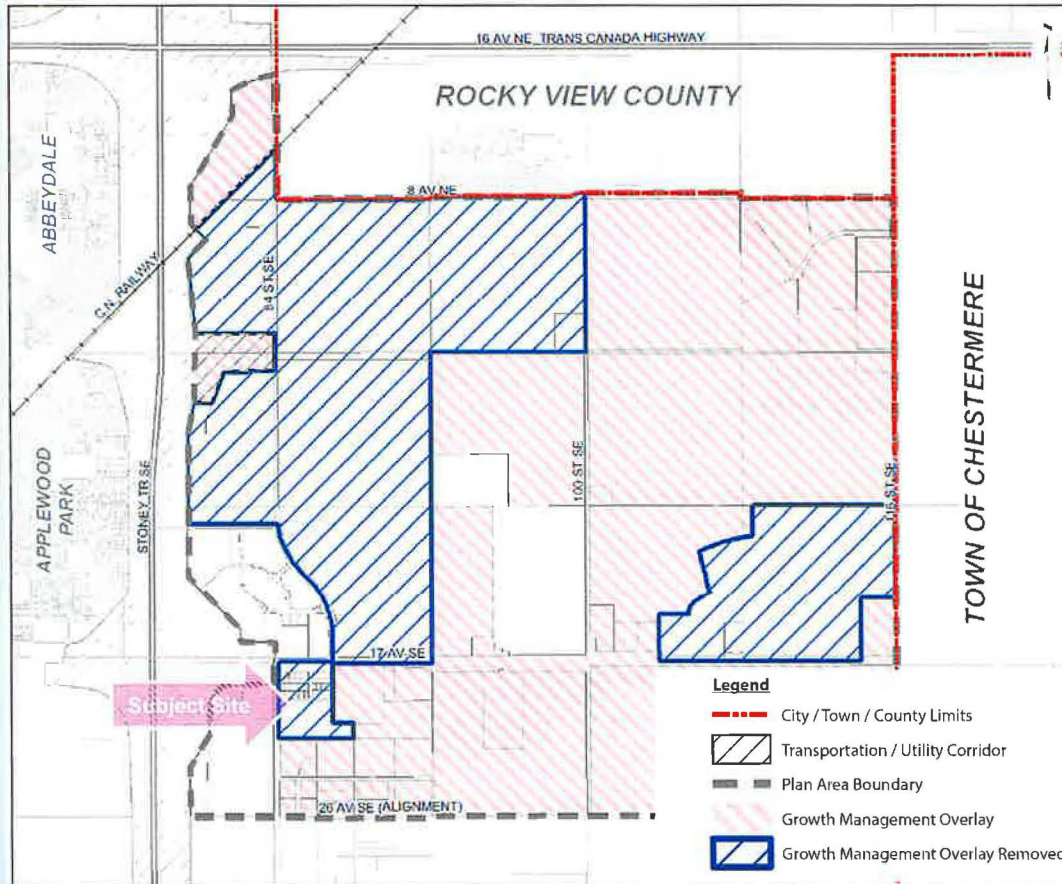 16 AV NE_TRANS CANADA HIGHWAY
ROCKY VIEW COUNTY
ABBEYDALE
8 AV NE
C.N. RAILWAY
84 ST SE
TOWN OF CHESTERMERE
100 ST SE
116 ST SE
APPLEWOOD
PARK
STONEY TR SE
17 AV SE
Subject Site
26 AV SE (ALIGNMENT)
Legend
City / Town / County Limits
Transportation / Utility Corridor
Plan Area Boundary
Growth Management Overlay
Growth Management Overlay Removed